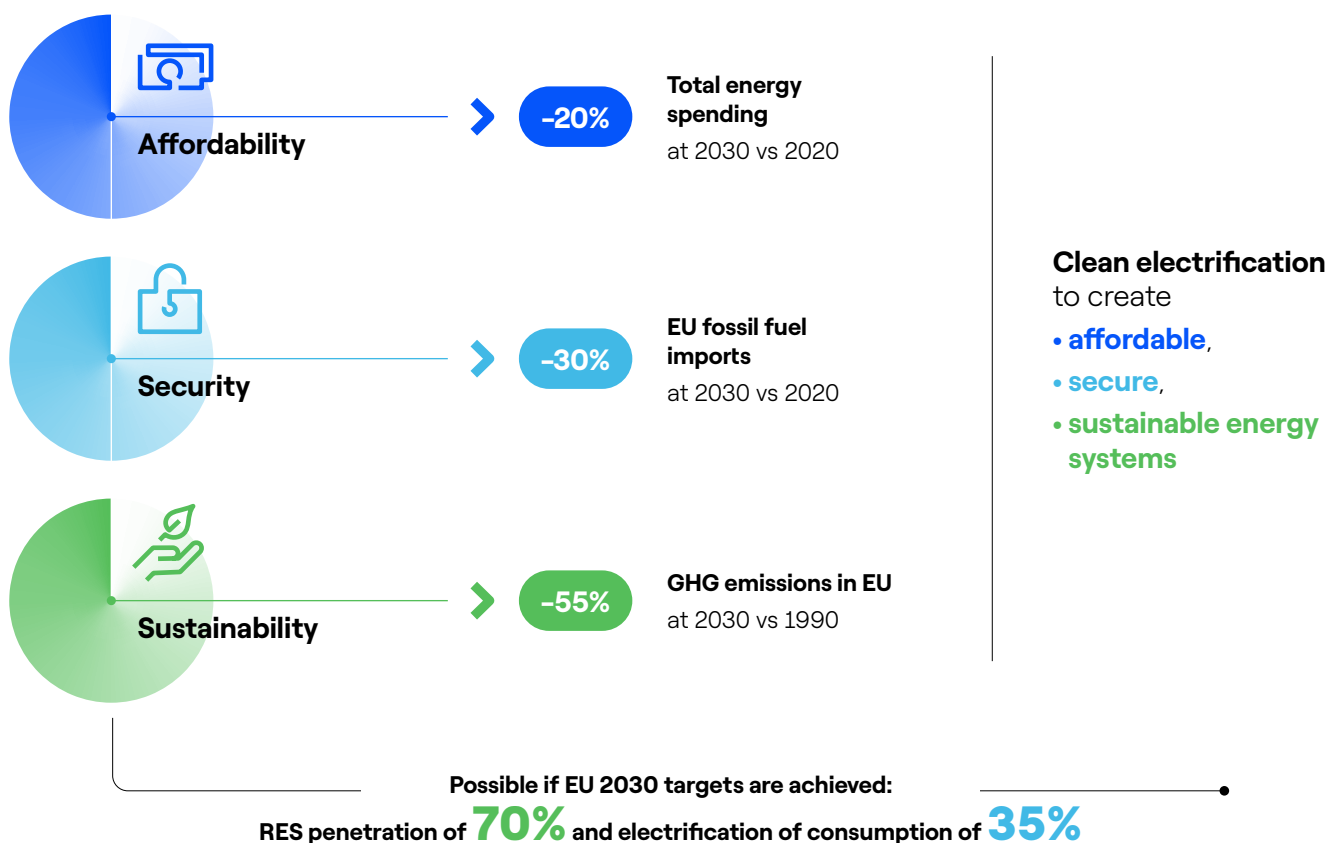 Affordability
-20%
Total energy
spending
at 2030 vs 2020
Security
-30%
EU fossil fuel
imports
at 2030 vs 2020
Sustainability
-55%
GHG emissions in EU
at 2030 vs 1990
Clean electrification
to create
• affordable,
• secure,
• sustainable energy
systems
Possible if EU 2030 targets are achieved:
RES penetration of 70% and electrification of consumption of 35%